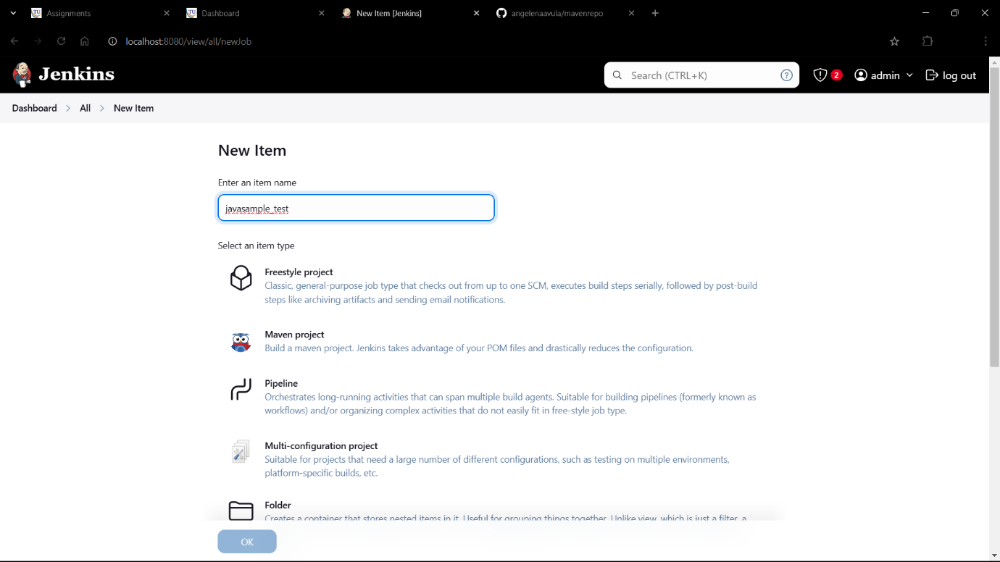 Assignments
Dashboard
New Item [Jenkins]
angelenaavula/mavenrepo
localhost:8080/view/all/newJob
Jenkins
Search (CTRL+K)
2
admin
log out
Dashboard
All
New Item
New Item
Enter an item name
javasample_test
Select an item type
Freestyle project
Classic, general-purpose job type that checks out from up to one SCM, executes build steps serially, followed by post-build
steps like archiving artifacts and sending email notifications.
Maven project
Build a maven project. Jenkins takes advantage of your POM files and drastically reduces the configuration.
Pipeline
Orchestrates long-running activities that can span multiple build agents. Suitable for building pipelines (formerly known as
workflows) and/or organizing complex activities that do not easily fit in free-style job type.
Multi-configuration project
Suitable for projects that need a large number of different configurations, such as testing on multiple environments,
platform-specific builds, etc.
Folder
Creates a container that stores nested items in it. Useful for grouping things together. Unlike view, which is just a filter, a
OK